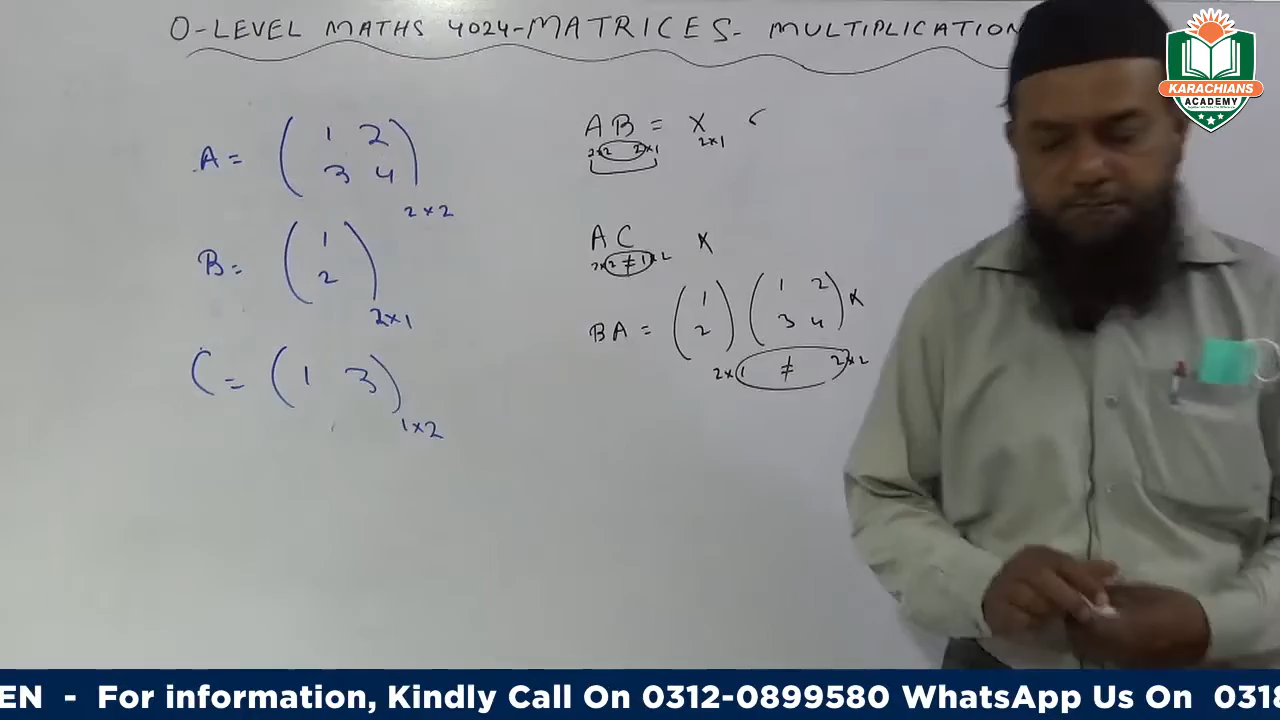 O-LEVEL MATHS 4024-MATRICES- MULTIPLICATION
KARACHIANS
ACADEMY
A = ( 1 2
3 4 ) 2×2
B = ( 1
2 ) 2×1
C = ( 1 3 ) 1×2
AB = X
2×2 2×1 2×1
AC ×
2×2 ≠ 1×2
BA = ( 1
2 ) ( 1 2
3 4 ) ×
2×1 ≠ 2×2
EN - For information, Kindly Call On 0312-0899580 WhatsApp Us On 0318